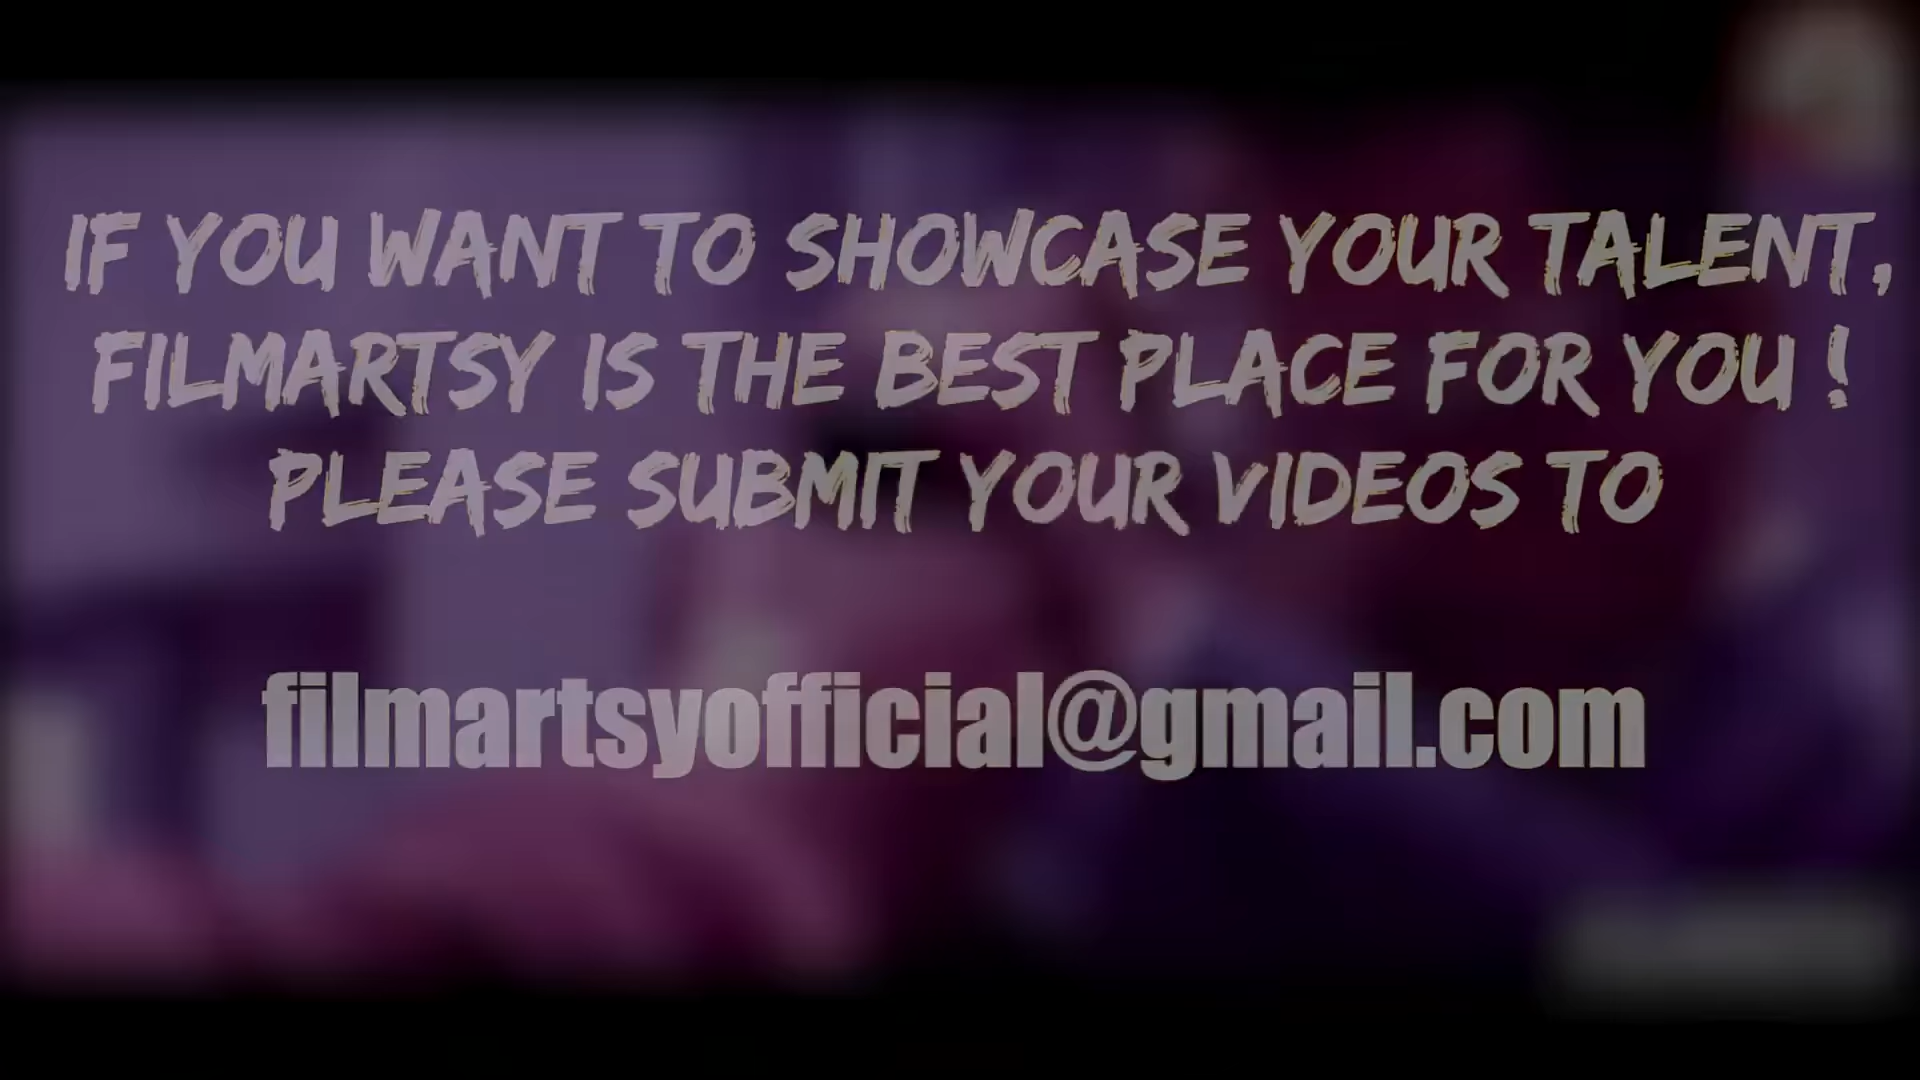 IF YOU WANT TO SHOWCASE YOUR TALENT,
FILMARTSY IS THE BEST PLACE FOR YOU !
PLEASE SUBMIT YOUR VIDEOS TO
filmartsyofficial@gmail.com